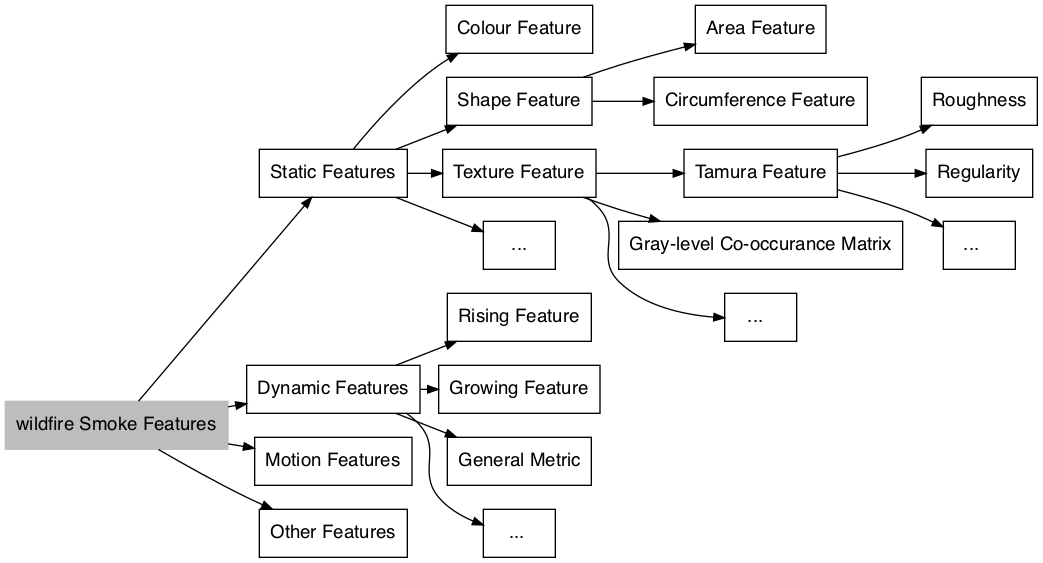 Colour Feature
Area Feature
Shape Feature
Circumference Feature
Roughness
Static Features
Texture Feature
Tamura Feature
Regularity
...
Gray-level Co-occurance Matrix
...
...
Rising Feature
Dynamic Features
Growing Feature
wildfire Smoke Features
Motion Features
General Metric
Other Features
...